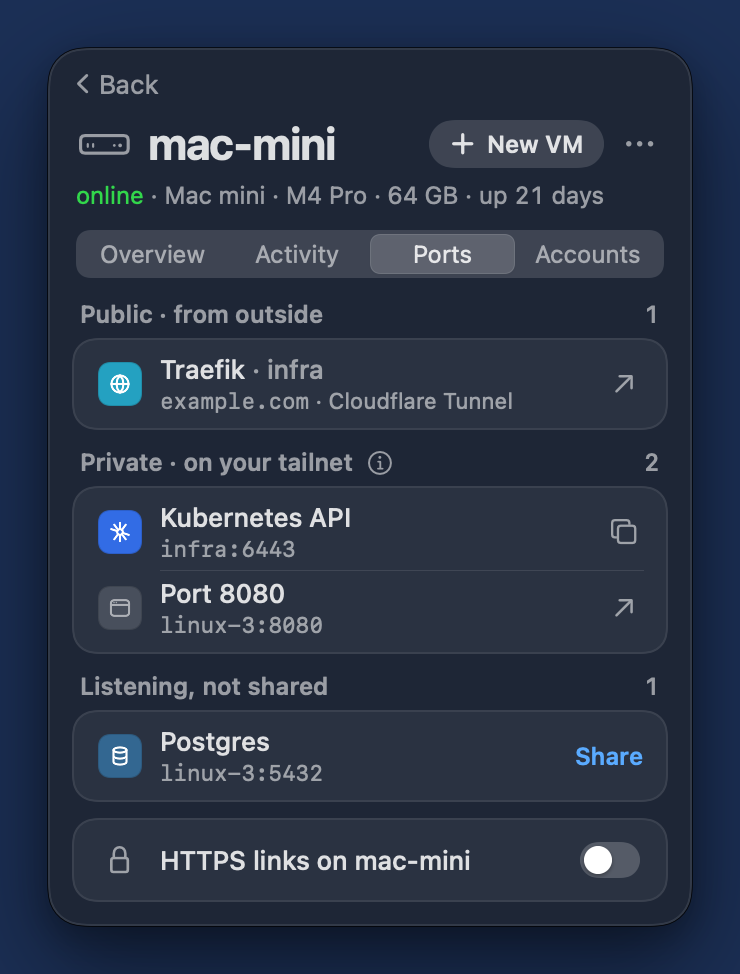 Back
mac-mini
New VM
online · Mac mini · M4 Pro · 64 GB · up 21 days
Overview Activity Ports Accounts
Public · from outside 1
Traefik · infra
example.com · Cloudflare Tunnel
Private · on your tailnet 2
Kubernetes API
infra:6443
Port 8080
linux-3:8080
Listening, not shared 1
Postgres
linux-3:5432
Share
HTTPS links on mac-mini